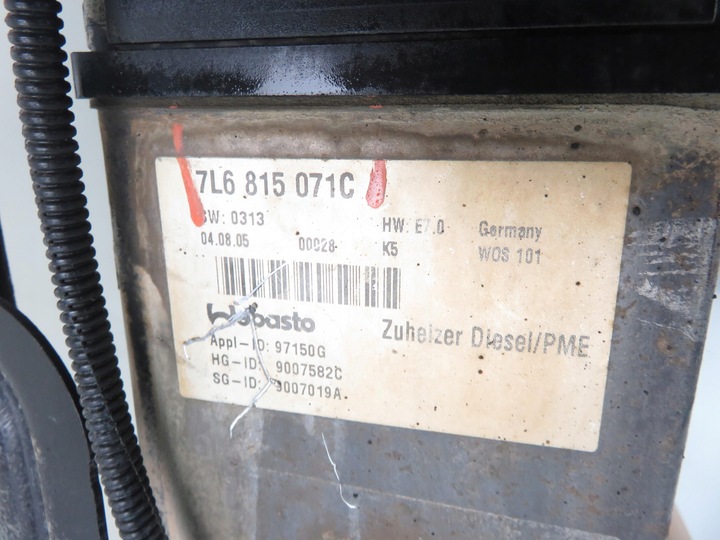 7L6 815 071C
SW: 0313 HW: E7.0 Germany
04.08.05 00028 K5 WOS 101
Webasto Zuheizer Diesel/PME
Appl-ID: 97150G
HG-ID: 9007582C
SG-ID: 9007019A